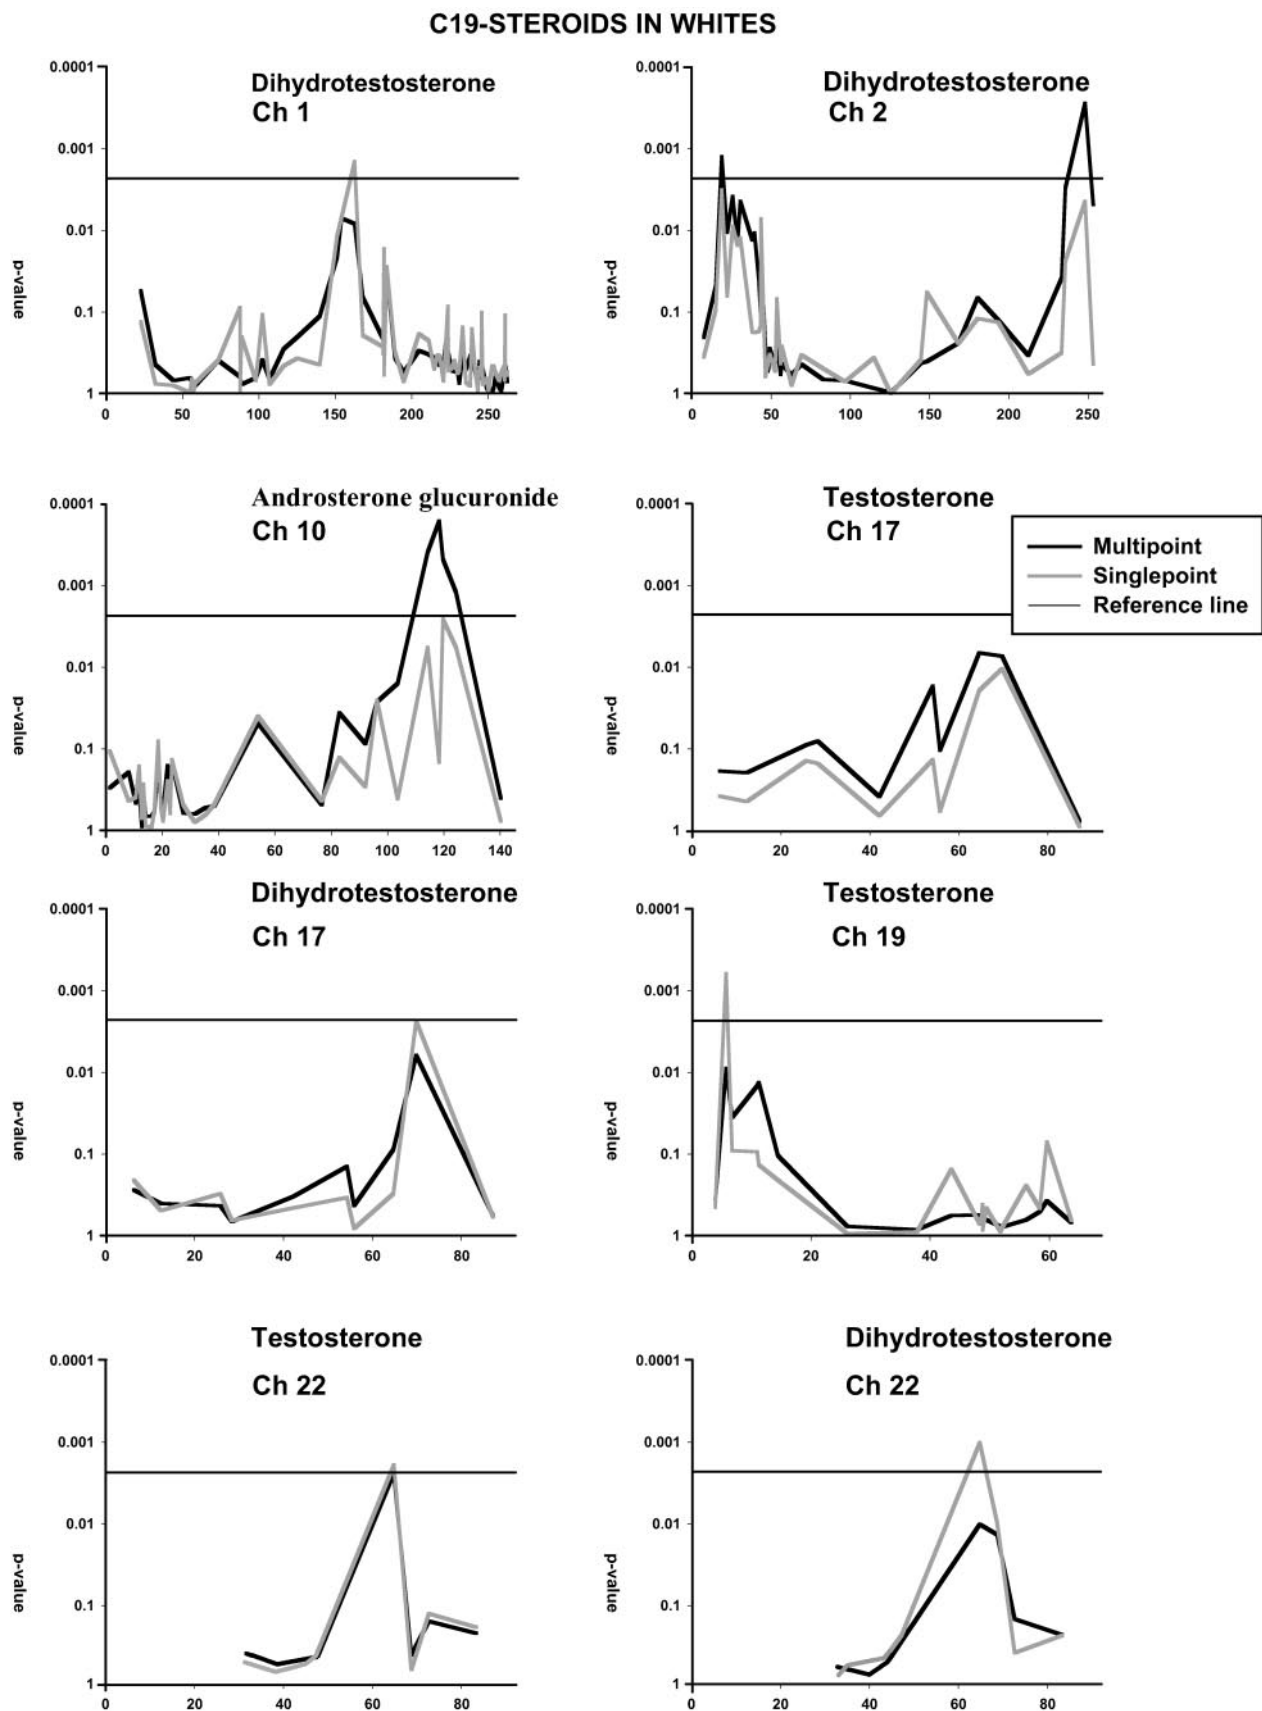 C19-STEROIDS IN WHITES
Dihydrotestosterone
Ch 1
0.0001
0.001
0.01
0.1
1
p-value
0 50 100 150 200 250
Dihydrotestosterone
Ch 2
0.0001
0.001
0.01
0.1
1
p-value
0 50 100 150 200 250
Androsterone glucuronide
Ch 10
0.0001
0.001
0.01
0.1
1
p-value
0 20 40 60 80 100 120 140
Testosterone
Ch 17
0.0001
0.001
0.01
0.1
1
p-value
0 20 40 60 80
Multipoint
Singlepoint
Reference line
Dihydrotestosterone
Ch 17
0.0001
0.001
0.01
0.1
1
p-value
0 20 40 60 80
Testosterone
Ch 19
0.0001
0.001
0.01
0.1
1
p-value
0 20 40 60
Testosterone
Ch 22
0.0001
0.001
0.01
0.1
1
p-value
0 20 40 60 80
Dihydrotestosterone
Ch 22
0.0001
0.001
0.01
0.1
1
p-value
0 20 40 60 80